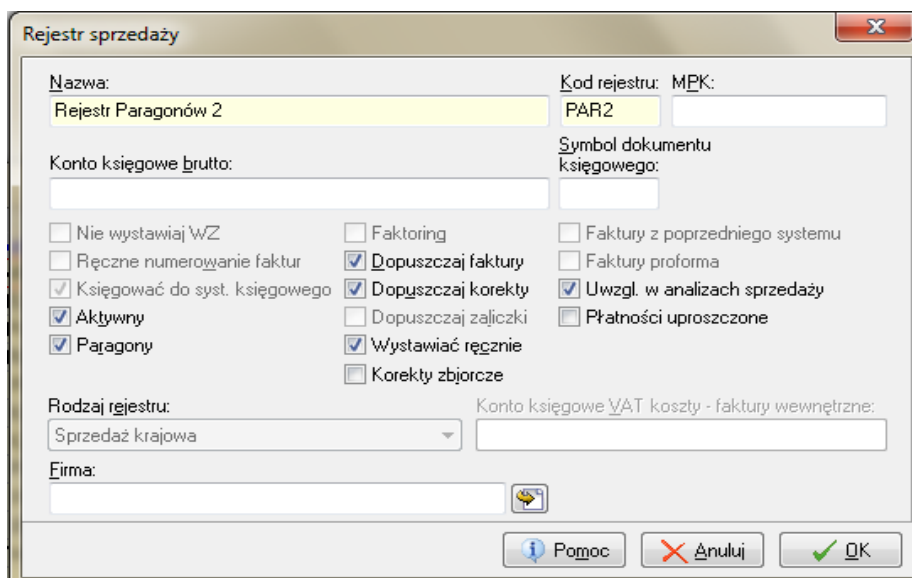 Rejestr sprzedaży
Nazwa: Kod rejestru: MPK:
Rejestr Paragonów 2 PAR2
Konto księgowe brutto: Symbol dokumentu księgowego:
Nie wystawiaj WZ Faktoring Faktury z poprzedniego systemu
Ręczne numerowanie faktur Dopuszczaj faktury Faktury proforma
Księgować do syst. księgowego Dopuszczaj korekty Uwzgl. w analizach sprzedaży
Aktywny Dopuszczaj zaliczki Płatności uproszczone
Paragony Wystawiać ręcznie
Korekty zbiorcze
Rodzaj rejestru: Konto księgowe VAT koszty - faktury wewnętrzne:
Sprzedaż krajowa
Firma:
Pomoc Anuluj OK